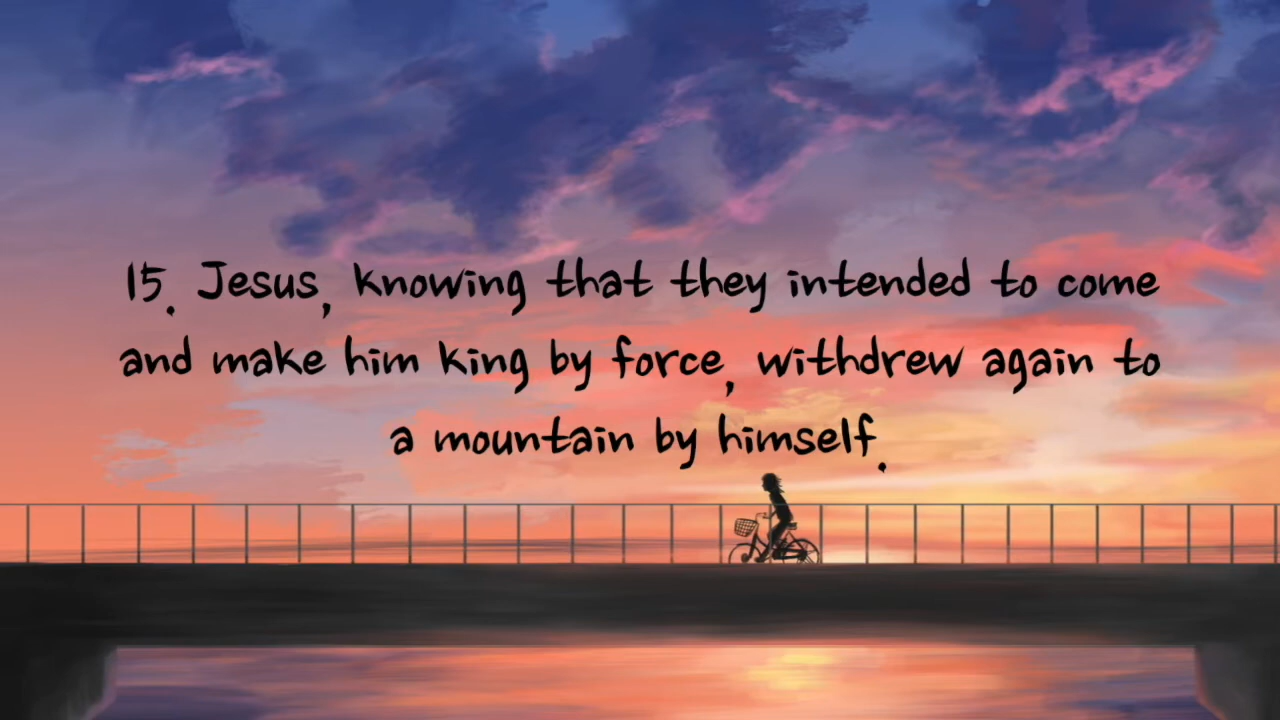 15. Jesus, knowing that they intended to come
and make him king by force, withdrew again to
a mountain by himself.